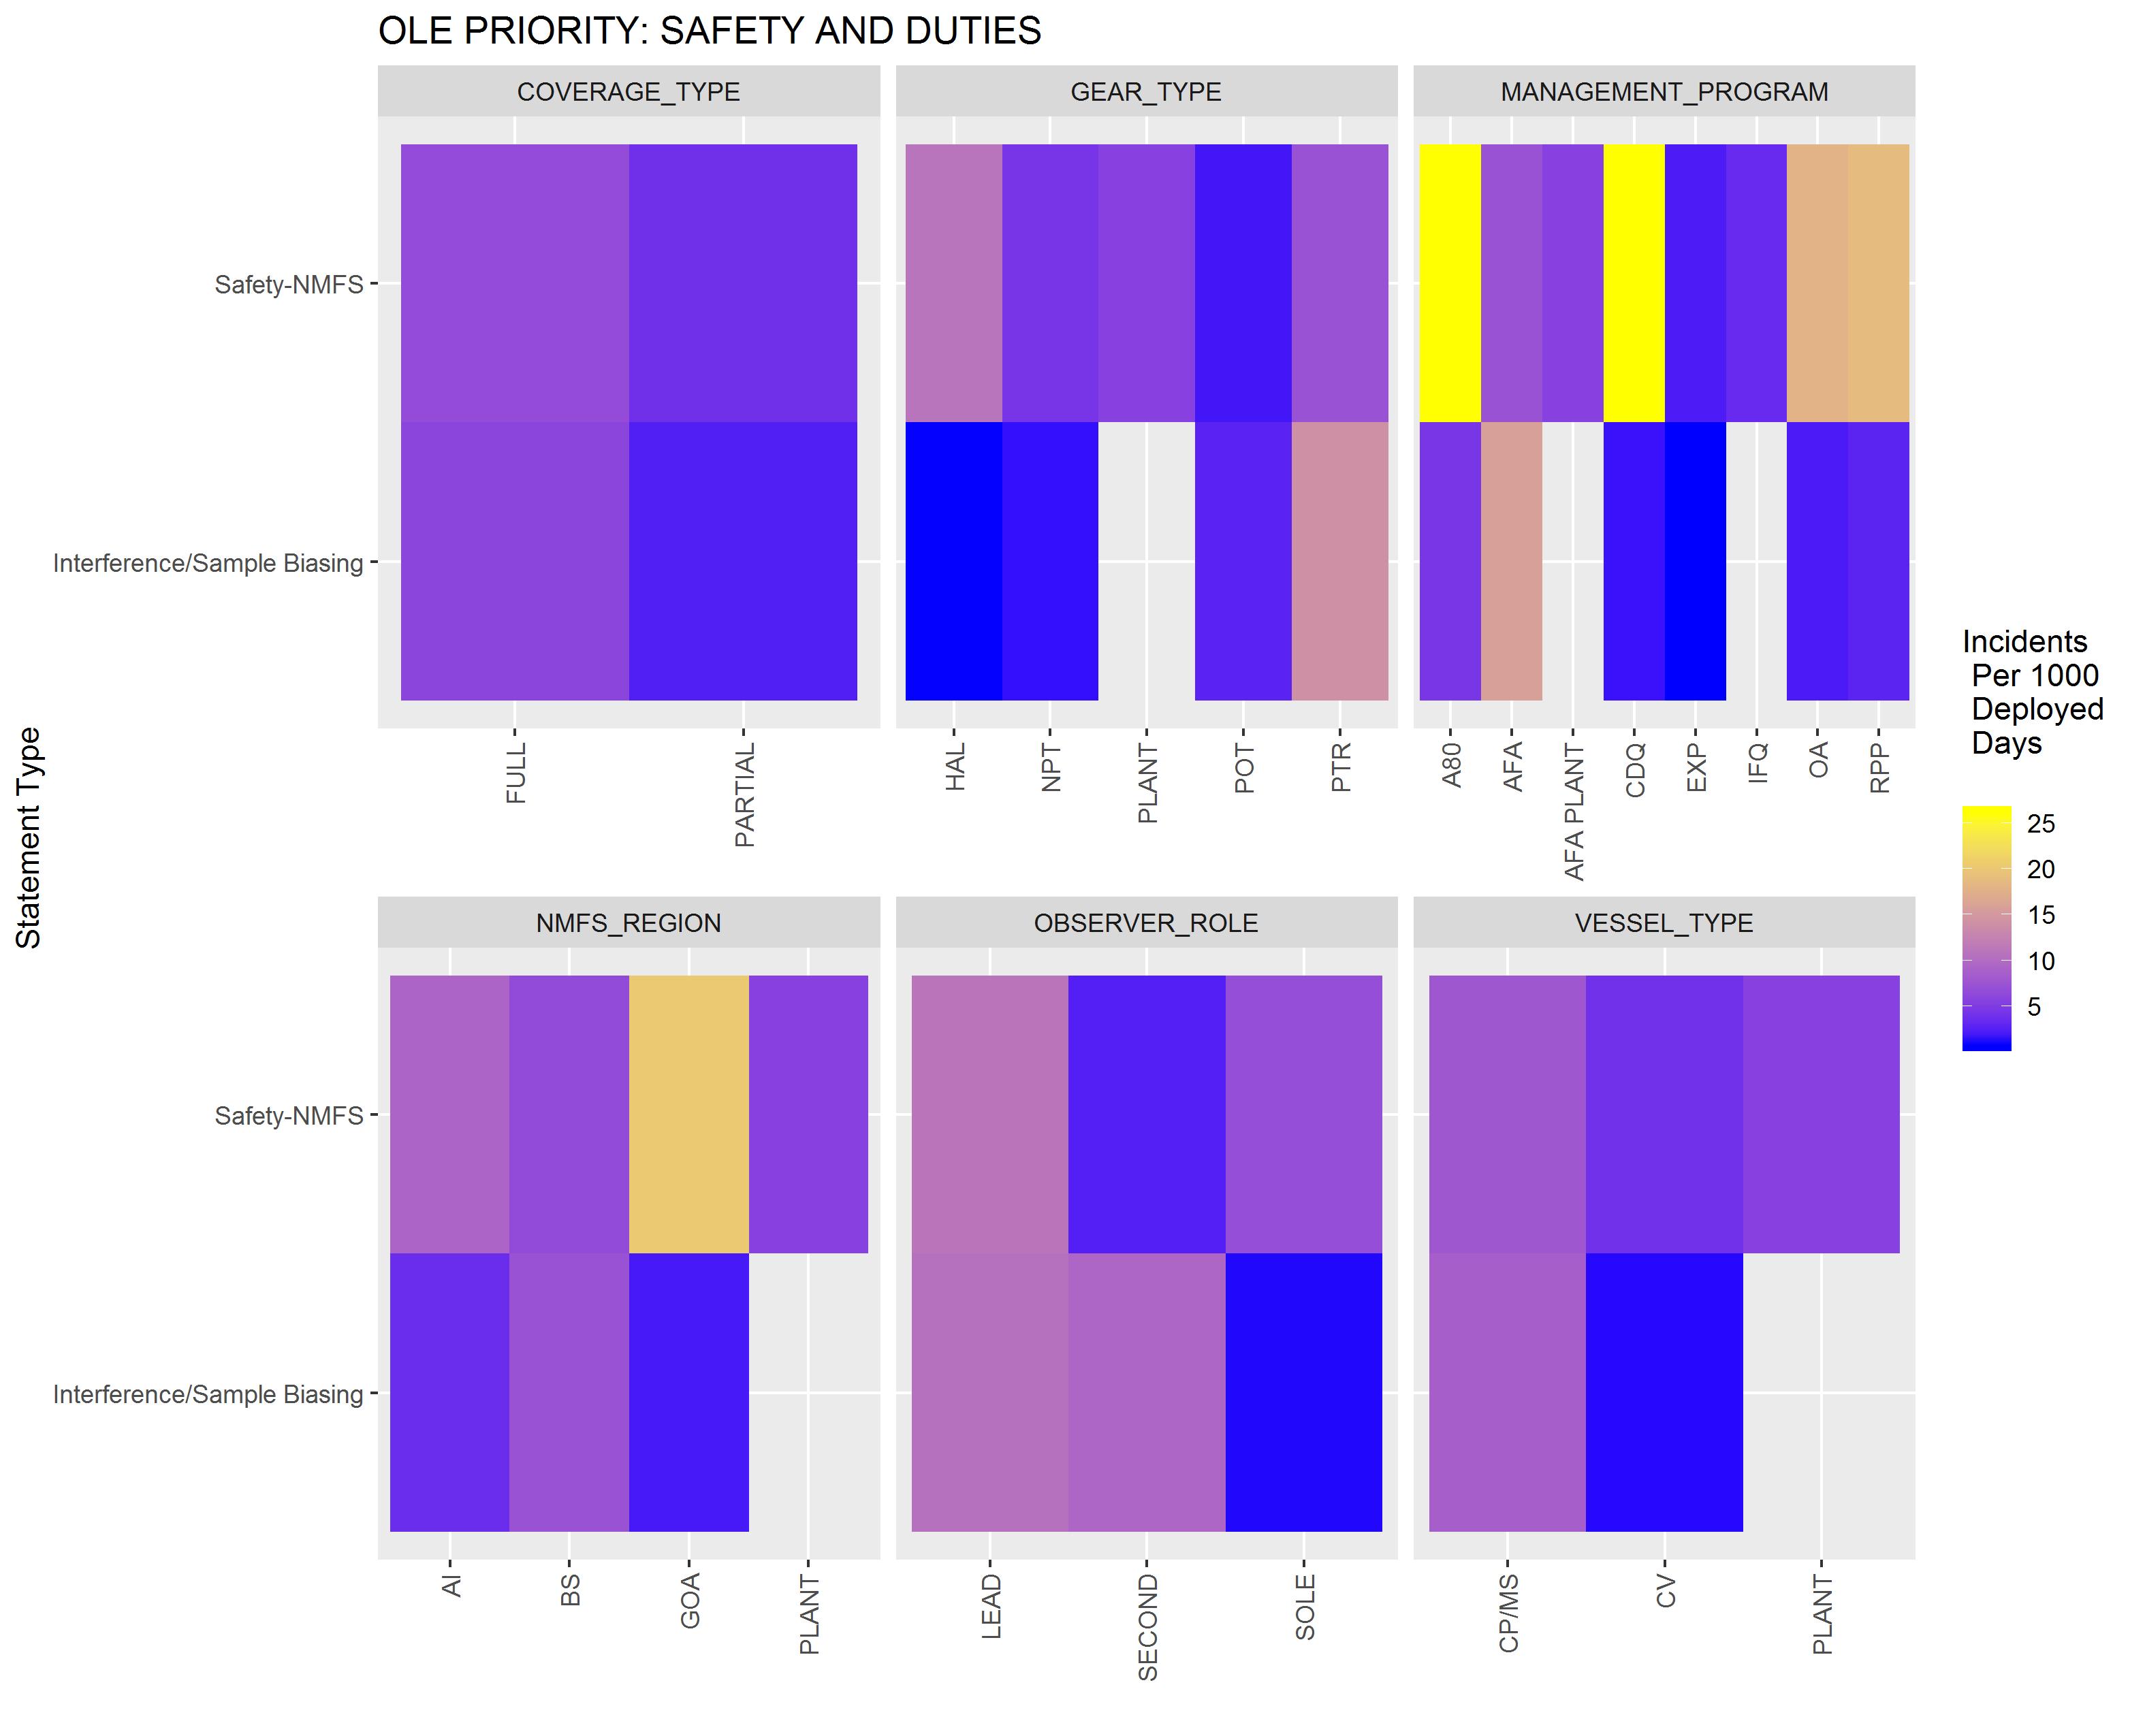 OLE PRIORITY: SAFETY AND DUTIES
COVERAGE_TYPE
GEAR_TYPE
MANAGEMENT_PROGRAM
Safety-NMFS
Interference/Sample Biasing
FULL
PARTIAL
HAL
NPT
PLANT
POT
PTR
A80
AFA
AFA PLANT
CDQ
EXP
IFQ
OA
RPP
Statement Type
NMFS_REGION
OBSERVER_ROLE
VESSEL_TYPE
Safety-NMFS
Interference/Sample Biasing
AI
BS
GOA
PLANT
LEAD
SECOND
SOLE
CP/MS
CV
PLANT
Incidents
Per 1000
Deployed
Days
25
20
15
10
5